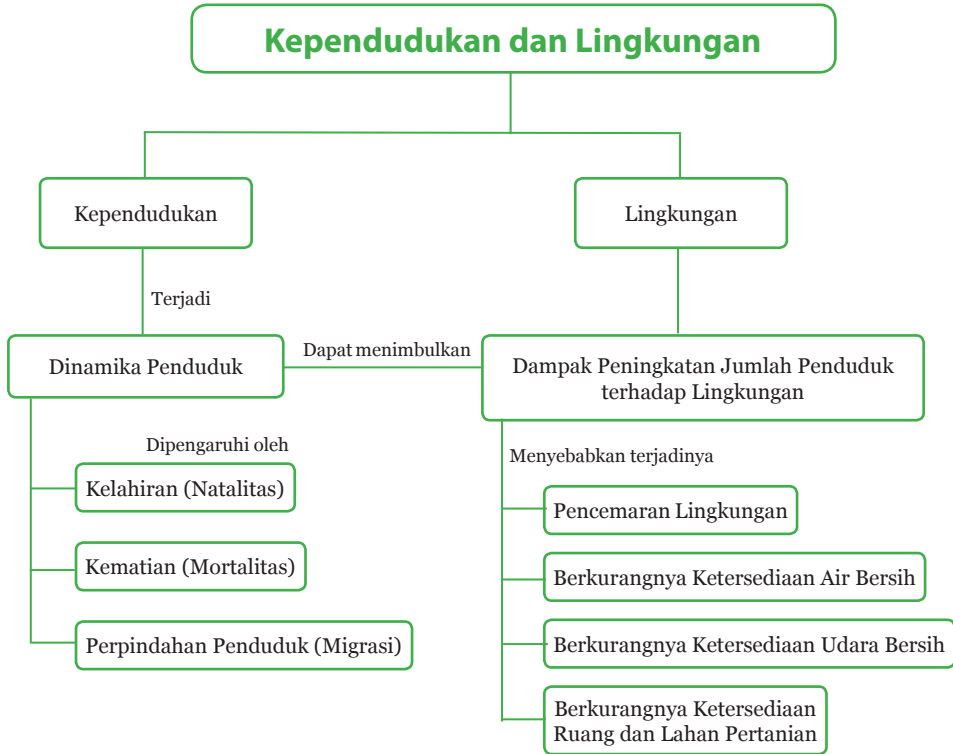 Kependudukan dan Lingkungan
Kependudukan
Lingkungan
Terjadi
Dinamika Penduduk
Dapat menimbulkan
Dampak Peningkatan Jumlah Penduduk
terhadap Lingkungan
Dipengaruhi oleh
Kelahiran (Natalitas)
Kematian (Mortalitas)
Perpindahan Penduduk (Migrasi)
Menyebabkan terjadinya
Pencemaran Lingkungan
Berkurangnya Ketersediaan Air Bersih
Berkurangnya Ketersediaan Udara Bersih
Berkurangnya Ketersediaan
Ruang dan Lahan Pertanian